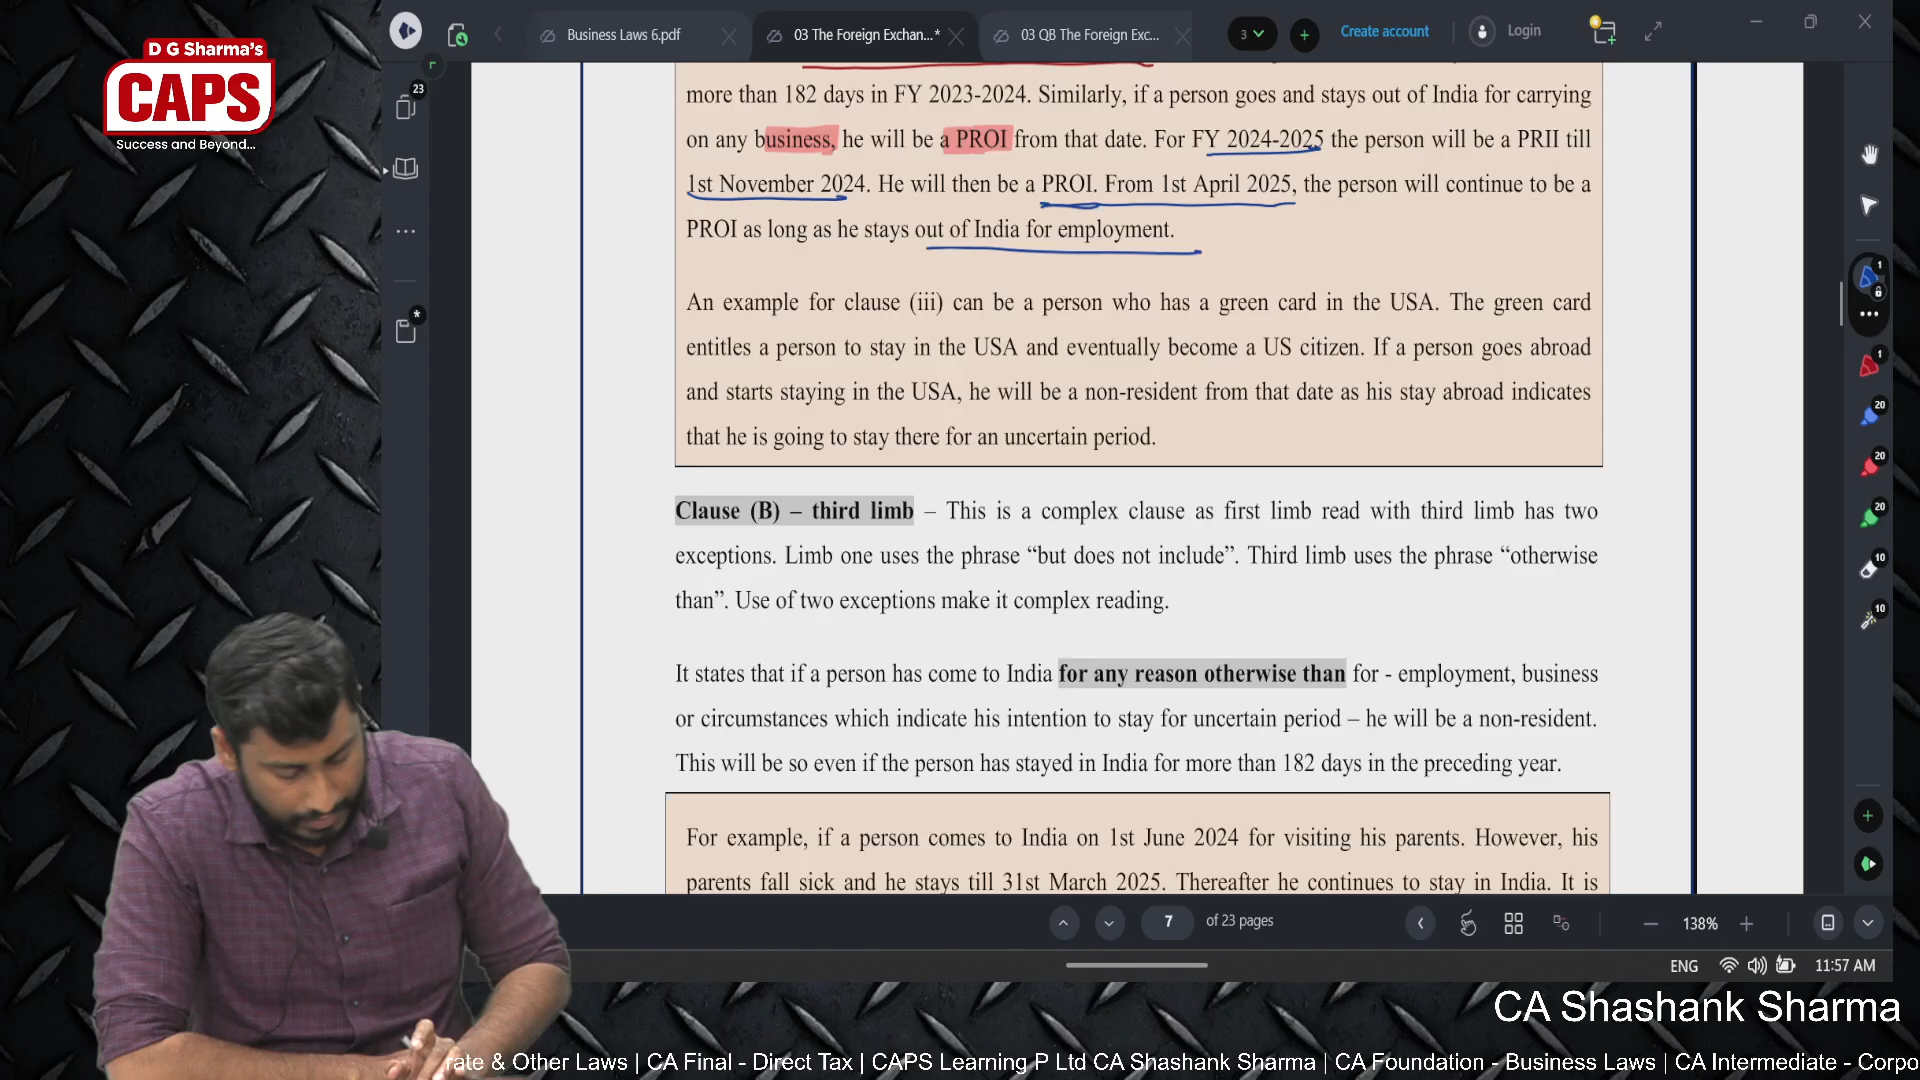 D G Sharma's
CAPS
Success and Beyond...
Business Laws 6.pdf
03 The Foreign Exchan...*
03 QB The Foreign Exc...
3
Create account
Login
23
more than 182 days in FY 2023-2024. Similarly, if a person goes and stays out of India for carrying
on any business, he will be a PROI from that date. For FY 2024-2025 the person will be a PRII till
1st November 2024. He will then be a PROI. From 1st April 2025, the person will continue to be a
PROI as long as he stays out of India for employment.
An example for clause (iii) can be a person who has a green card in the USA. The green card
entitles a person to stay in the USA and eventually become a US citizen. If a person goes abroad
and starts staying in the USA, he will be a non-resident from that date as his stay abroad indicates
that he is going to stay there for an uncertain period.
Clause (B) – third limb – This is a complex clause as first limb read with third limb has two
exceptions. Limb one uses the phrase “but does not include”. Third limb uses the phrase “otherwise
than”. Use of two exceptions make it complex reading.
It states that if a person has come to India for any reason otherwise than for - employment, business
or circumstances which indicate his intention to stay for uncertain period – he will be a non-resident.
This will be so even if the person has stayed in India for more than 182 days in the preceding year.
For example, if a person comes to India on 1st June 2024 for visiting his parents. However, his
parents fall sick and he stays till 31st March 2025. Thereafter he continues to stay in India. It is
1
1
20
20
20
10
10
7
of 23 pages
138%
ENG
11:57 AM
CA Shashank Sharma
rate & Other Laws | CA Final - Direct Tax | CAPS Learning P Ltd CA Shashank Sharma | CA Foundation - Business Laws | CA Intermediate - Corpo